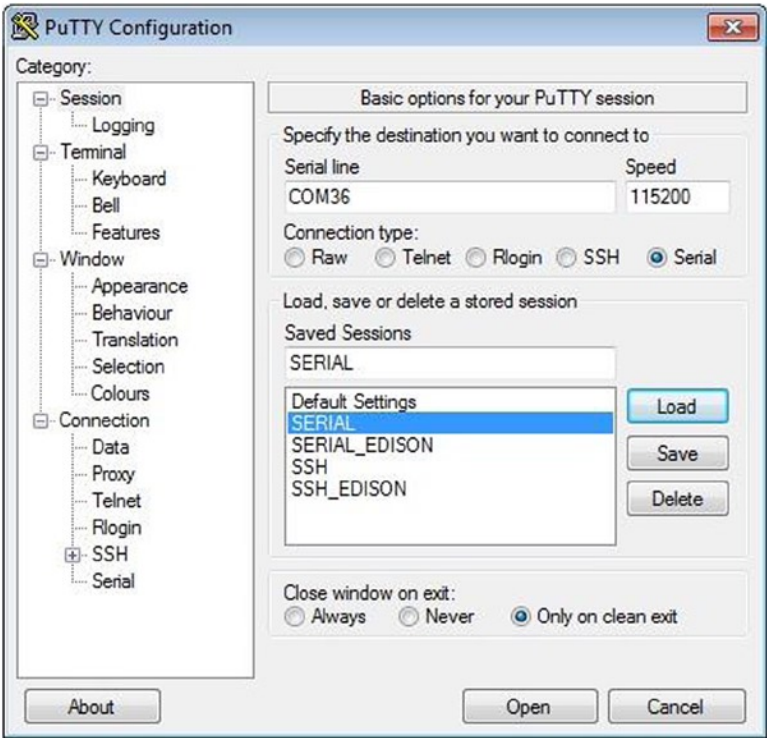 PuTTY Configuration
Category:
Session
Logging
Terminal
Keyboard
Bell
Features
Window
Appearance
Behaviour
Translation
Selection
Colours
Connection
Data
Proxy
Telnet
Rlogin
SSH
Serial
Basic options for your PuTTY session
Specify the destination you want to connect to
Serial line Speed
COM36 115200
Connection type:
Raw Telnet Rlogin SSH Serial
Load, save or delete a stored session
Saved Sessions
SERIAL
Default Settings
SERIAL
SERIAL_EDISON
SSH
SSH_EDISON
Load
Save
Delete
Close window on exit:
Always Never Only on clean exit
About Open Cancel